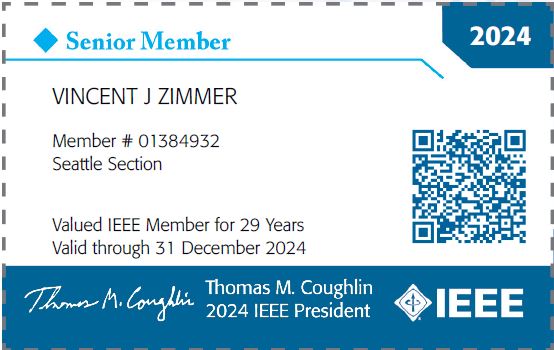 Senior Member
2024
VINCENT J ZIMMER
Member # 01384932
Seattle Section
Valued IEEE Member for 29 Years
Valid through 31 December 2024
Thomas M. Coughlin
Thomas M. Coughlin
2024 IEEE President
IEEE